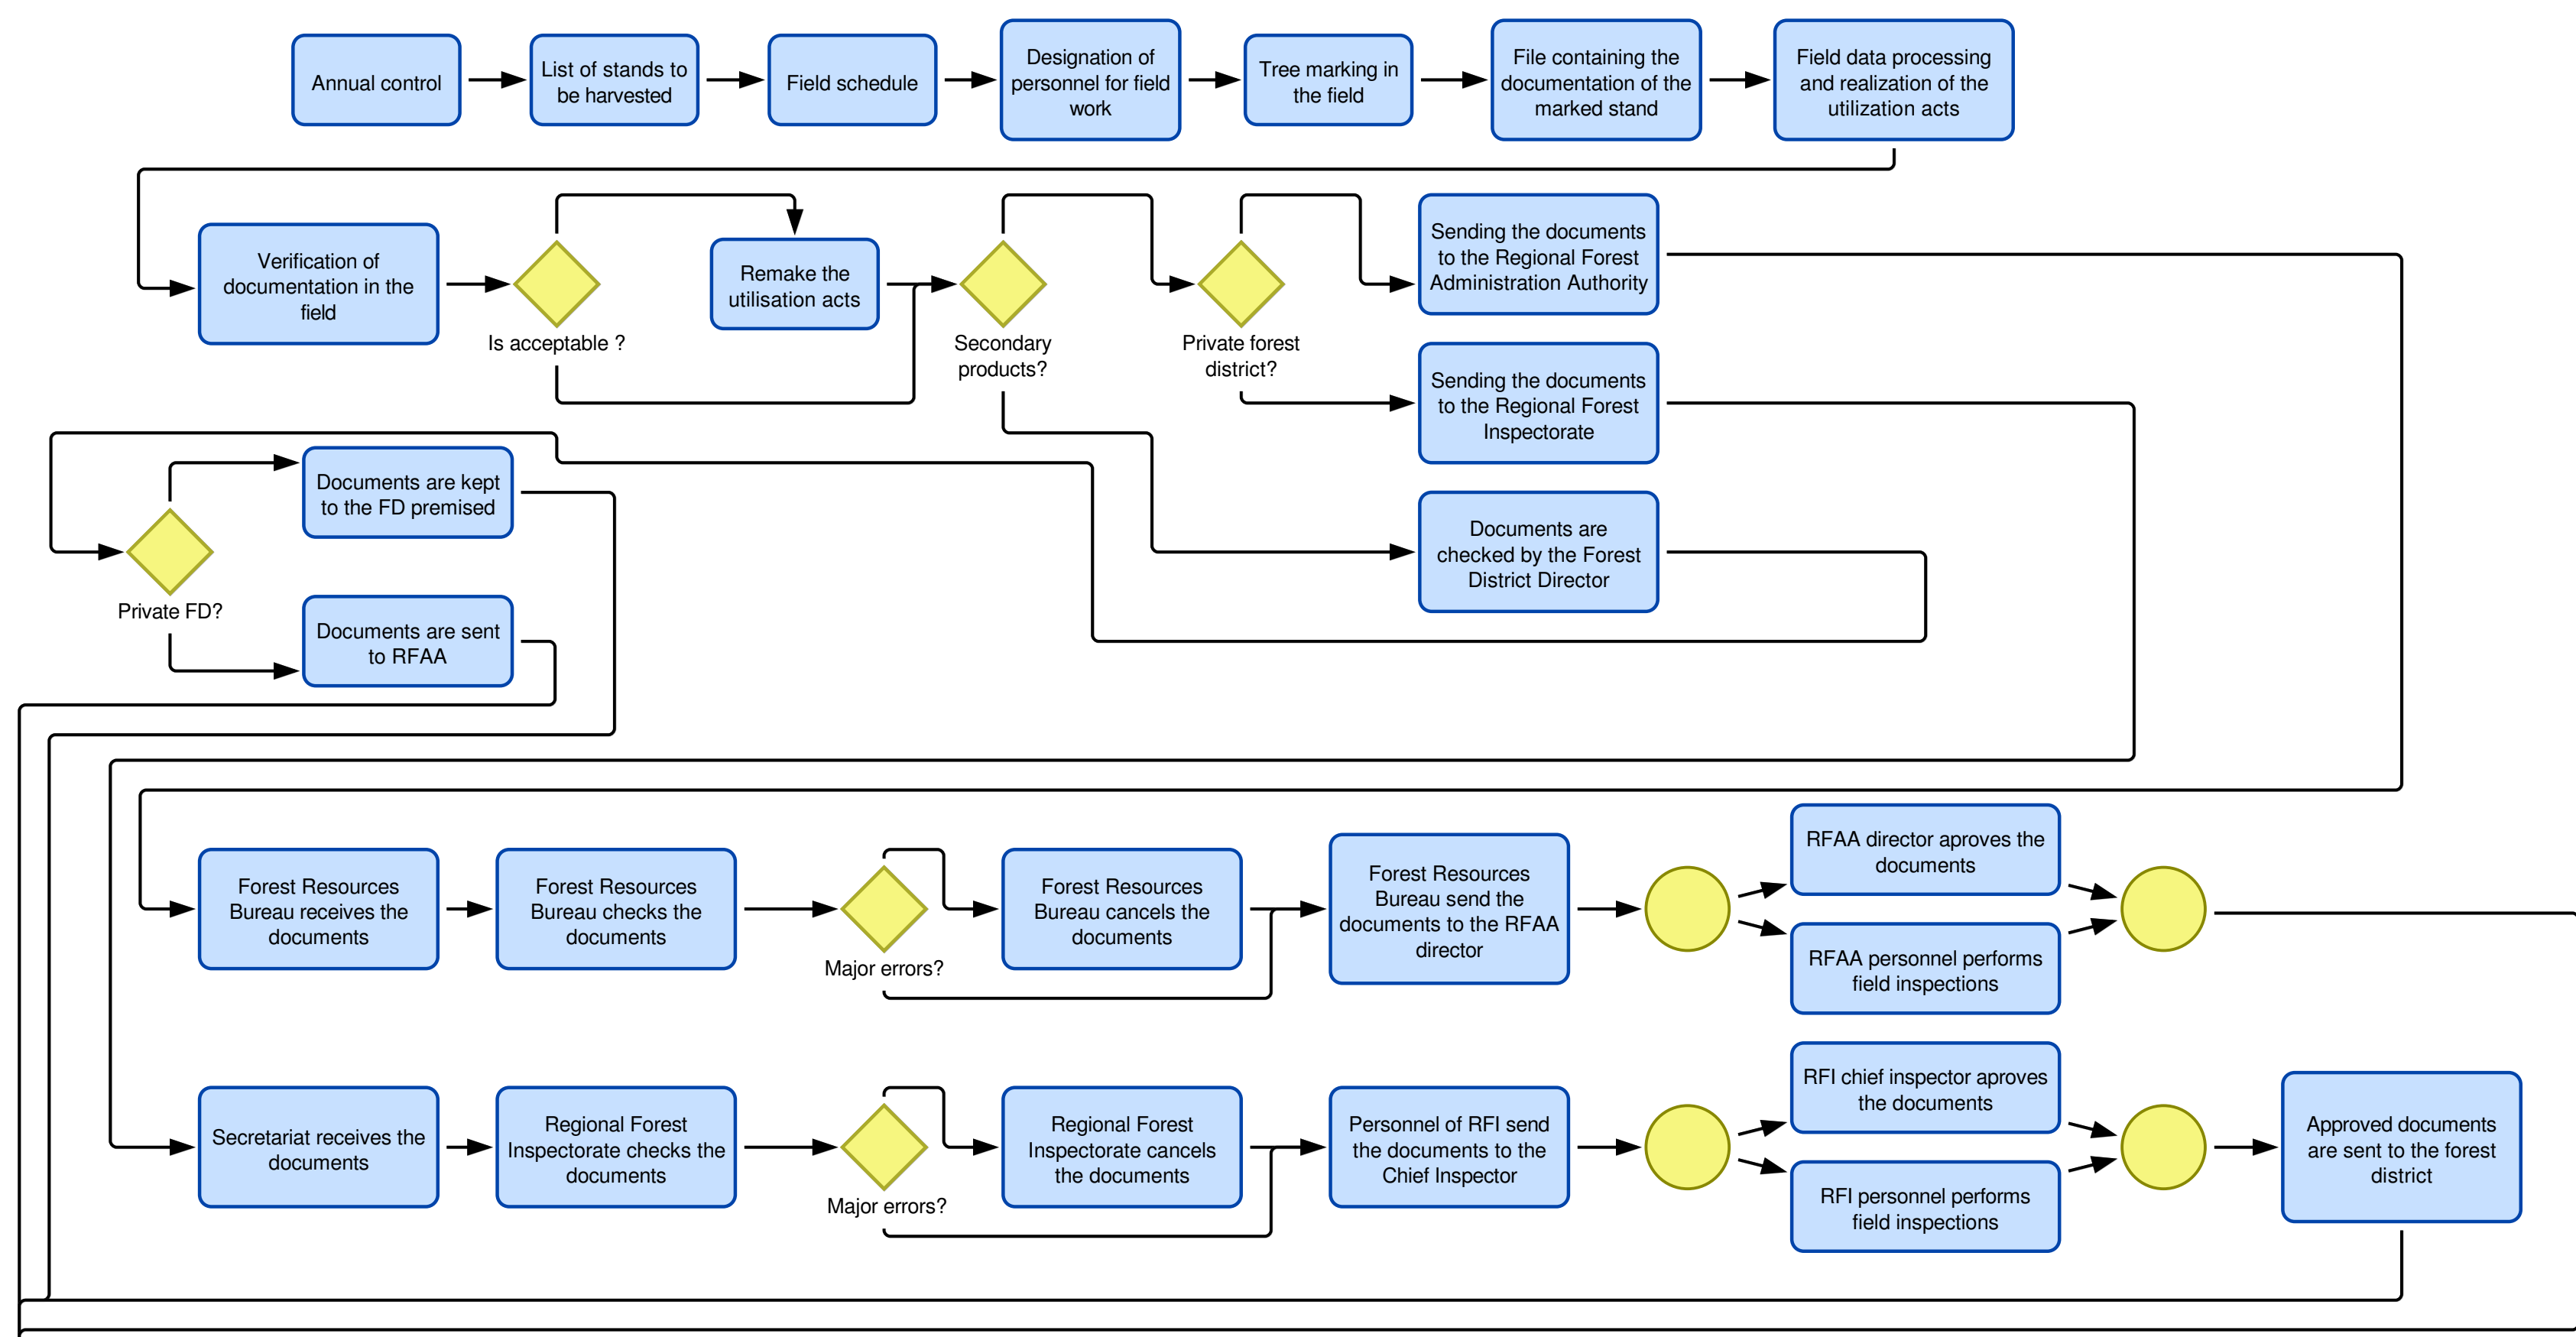 Annual control
List of stands to
be harvested
Field schedule
Designation of
personnel for field
work
Tree marking in
the field
File containing the
documentation of the
marked stand
Field data processing
and realization of the
utilization acts
Verification of
documentation in the
field
Is acceptable ?
Remake the
utilisation acts
Secondary
products?
Private forest
district?
Sending the documents
to the Regional Forest
Administration Authority
Sending the documents
to the Regional Forest
Inspectorate
Documents are
checked by the Forest
District Director
Private FD?
Documents are kept
to the FD premised
Documents are sent
to RFAA
Forest Resources
Bureau receives the
documents
Forest Resources
Bureau checks the
documents
Major errors?
Forest Resources
Bureau cancels the
documents
Forest Resources
Bureau send the
documents to the RFAA
director
RFAA director aproves the
documents
RFAA personnel performs
field inspections
Secretariat receives the
documents
Regional Forest
Inspectorate checks the
documents
Major errors?
Regional Forest
Inspectorate cancels
the documents
Personnel of RFI send
the documents to the
Chief Inspector
RFI chief inspector aproves
the documents
RFI personnel performs
field inspections
Approved documents
are sent to the forest
district